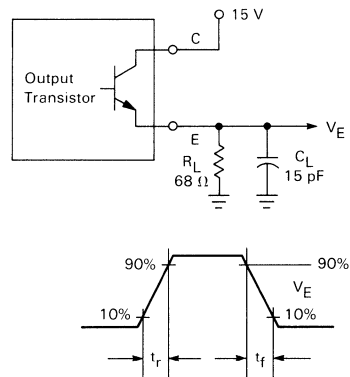 C
15 V
Output
Transistor
E
V_E
R_L
68 Ω
C_L
15 pF
90%
90%
V_E
10%
10%
t_r
t_f